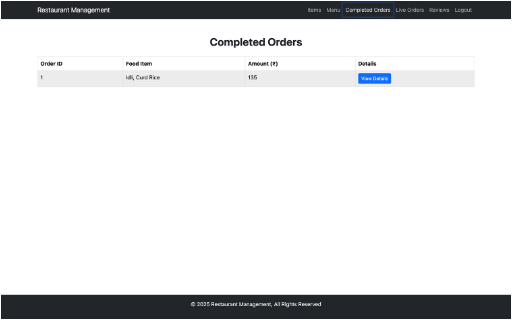 Restaurant Management Items Menu Completed Orders Live Orders Reviews Logout
Completed Orders
Order ID Food Item Amount (₹) Details
1 Idli, Curd Rice 135 View Details
© 2025 Restaurant Management, All Rights Reserved